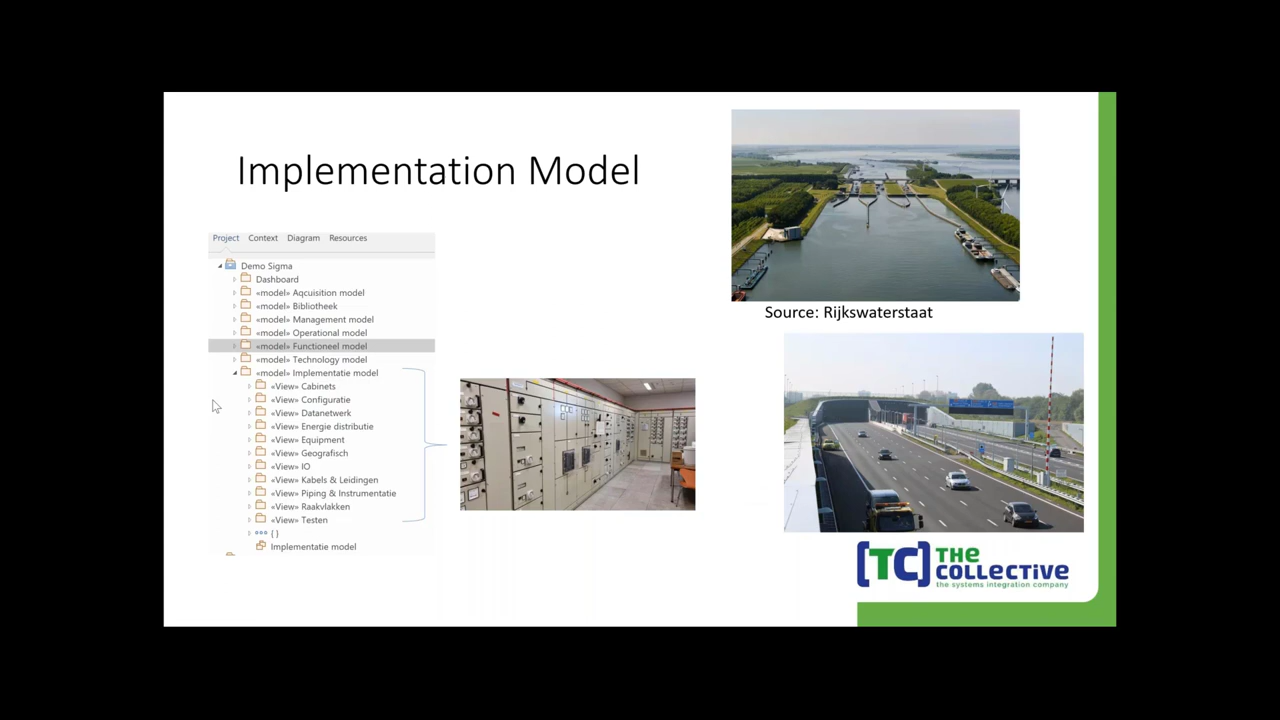 Implementation Model
Project Context Diagram Resources
Demo Sigma
Dashboard
«model» Aqcuisition model
«model» Bibliotheek
«model» Management model
«model» Operational model
«model» Functioneel model
«model» Technology model
«model» Implementatie model
«View» Cabinets
«View» Configuratie
«View» Datanetwerk
«View» Energie distributie
«View» Equipment
«View» Geografisch
«View» IO
«View» Kabels & Leidingen
«View» Piping & Instrumentatie
«View» Raakvlakken
«View» Testen
{ }
Implementatie model
Source: Rijkswaterstaat
[TC] THE COLLECTIVE
the systems integration company